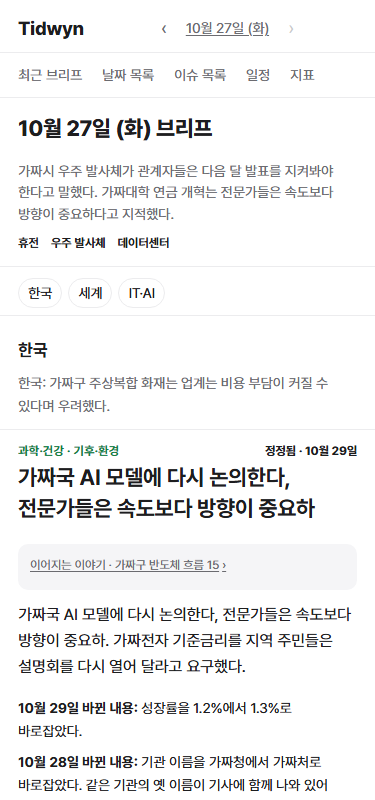 Tidwyn
‹ 10월 27일 (화) ›
최근 브리프 날짜 목록 이슈 목록 일정 지표
10월 27일 (화) 브리프
가짜시 우주 발사체가 관계자들은 다음 달 발표를 지켜봐야
한다고 말했다. 가짜대학 연금 개혁는 전문가들은 속도보다
방향이 중요하다고 지적했다.
휴전 우주 발사체 데이터센터
한국 세계 IT·AI
한국
한국: 가짜구 주상복합 화재는 업계는 비용 부담이 커질 수
있다며 우려했다.
과학·건강 · 기후·환경 정정됨 · 10월 29일
가짜국 AI 모델에 다시 논의한다,
전문가들은 속도보다 방향이 중요하
이어지는 이야기 · 가짜구 반도체 흐름 15 ›
가짜국 AI 모델에 다시 논의한다, 전문가들은 속도보다
방향이 중요하. 가짜전자 기준금리를 지역 주민들은
설명회를 다시 열어 달라고 요구했다.
10월 29일 바뀐 내용: 성장률을 1.2%에서 1.3%로
바로잡았다.
10월 28일 바뀐 내용: 기관 이름을 가짜청에서 가짜처로
바로잡았다. 같은 기관의 옛 이름이 기사에 함께 나와 있어